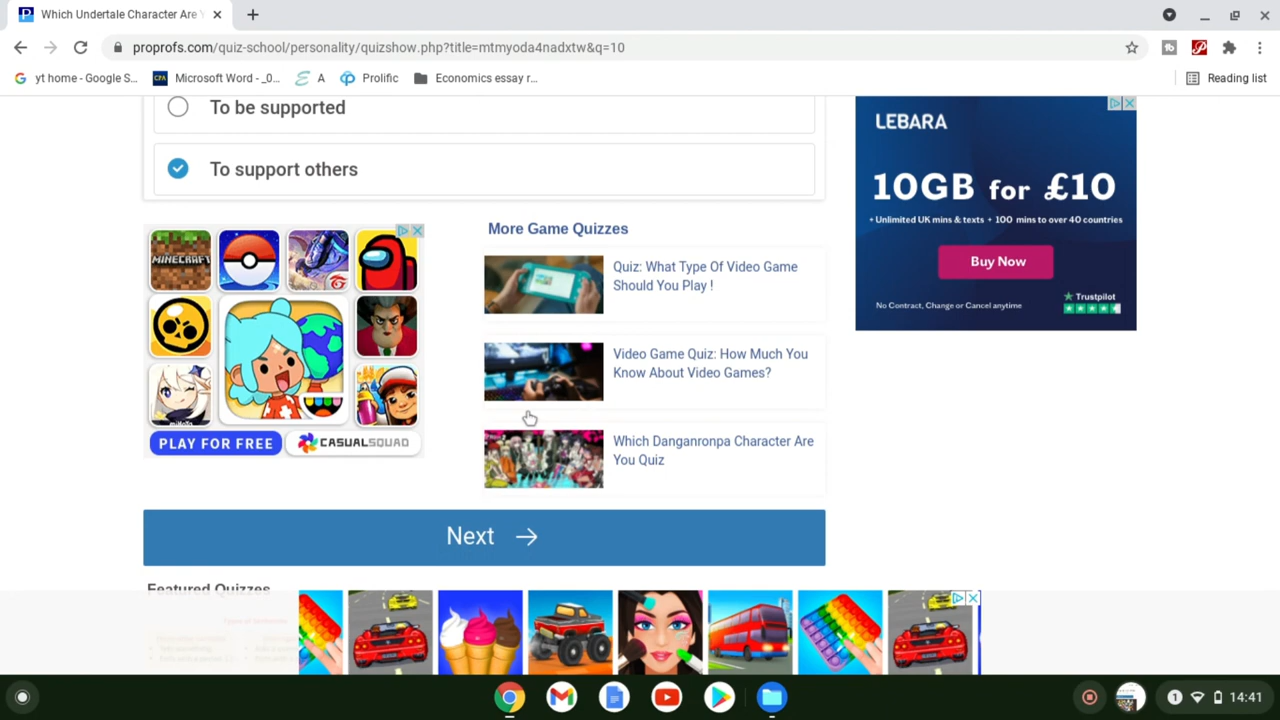 Which Undertale Character Are Y
proprofs.com/quiz-school/personality/quizshow.php?title=mtmyoda4nadxtw&q=10
yt home - Google S...
CPA
Microsoft Word - _0...
A
Prolific
Economics essay r...
Reading list
To be supported
To support others
MINECRAFT
PLAY FOR FREE
CASUALSQUAD
More Game Quizzes
Quiz: What Type Of Video Game
Should You Play !
Video Game Quiz: How Much You
Know About Video Games?
Which Danganronpa Character Are
You Quiz
LEBARA
10GB for £10
+ Unlimited UK mins & texts + 100 mins to over 40 countries
Buy Now
No Contract, Change or Cancel anytime
Trustpilot
Next
Featured Quizzes
1
14:41